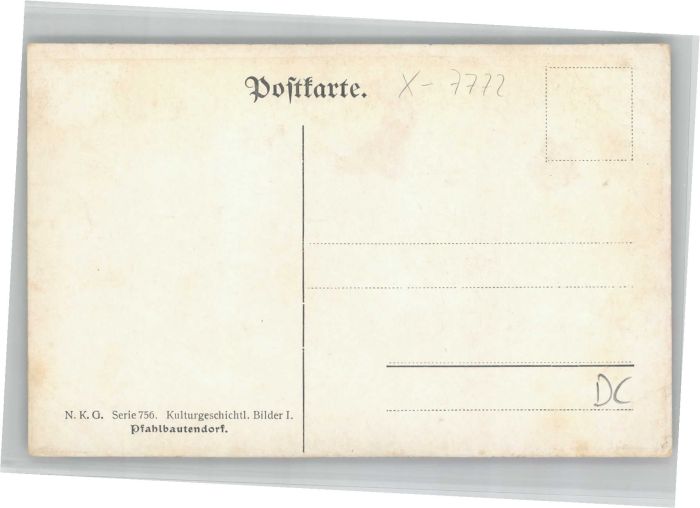 Postkarte. X-7772
DC
N. K. G. Serie 756. Kulturgeschichtl. Bilder I.
Pfahlbautendorf.